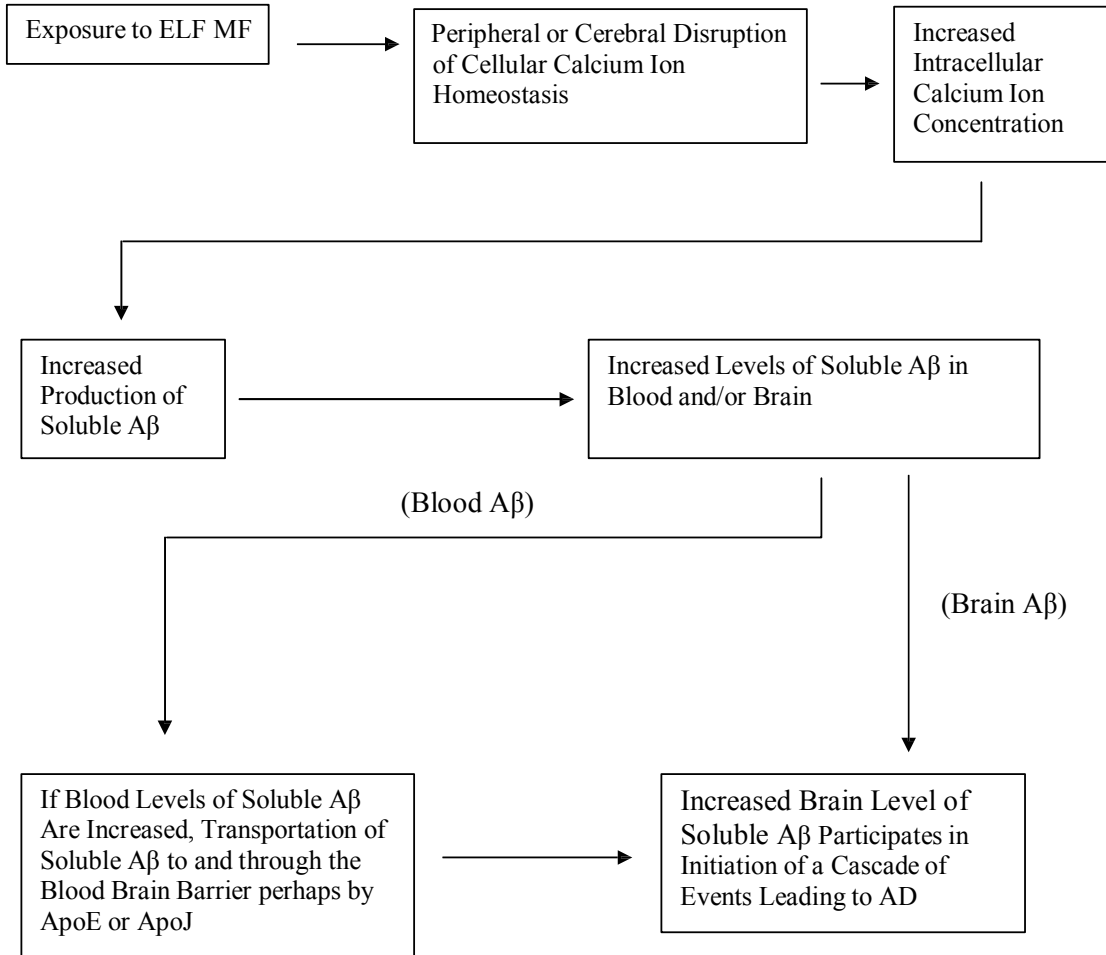 Exposure to ELF MF
Peripheral or Cerebral Disruption
of Cellular Calcium Ion
Homeostasis
Increased
Intracellular
Calcium Ion
Concentration
Increased
Production of
Soluble Aβ
Increased Levels of Soluble Aβ in
Blood and/or Brain
(Blood Aβ)
(Brain Aβ)
If Blood Levels of Soluble Aβ
Are Increased, Transportation of
Soluble Aβ to and through the
Blood Brain Barrier perhaps by
ApoE or ApoJ
Increased Brain Level of
Soluble Aβ Participates in
Initiation of a Cascade of
Events Leading to AD